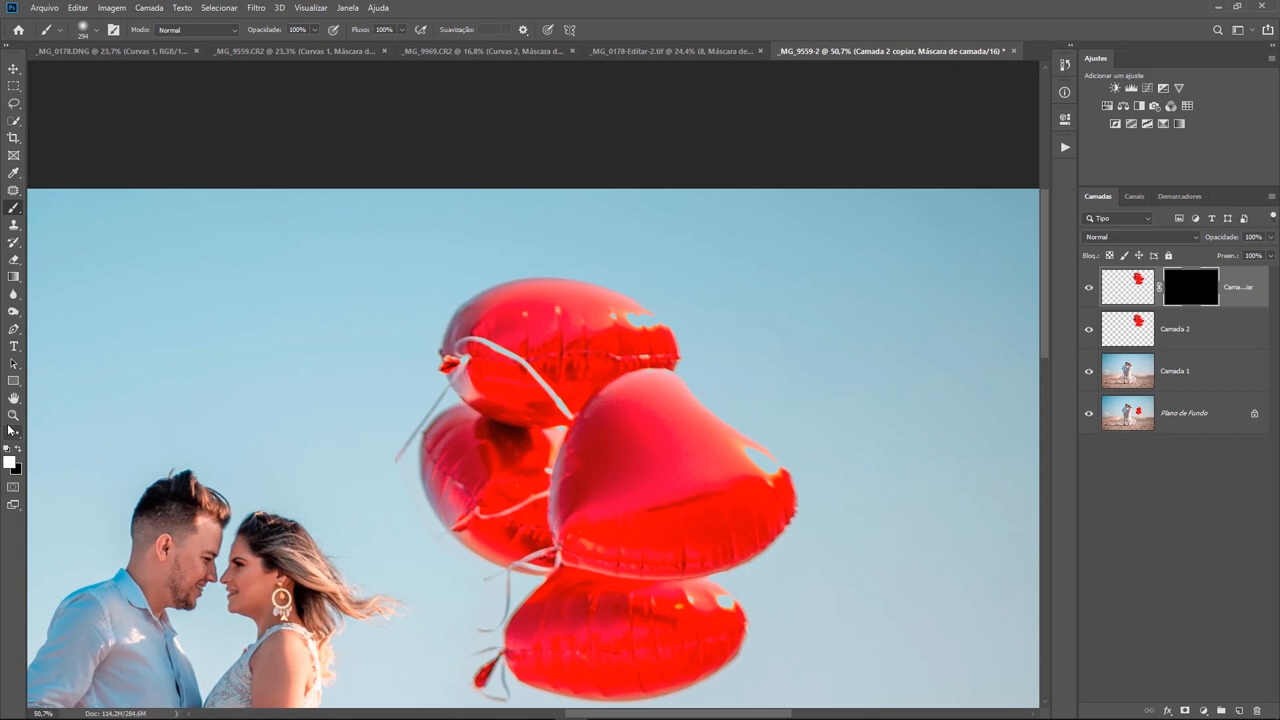 Ps Arquivo Editar Imagem Camada Texto Selecionar Filtro 3D Visualizar Janela Ajuda
294 Modo: Normal Opacidade: 100% Fluxo: 100% Suavização:
_MG_0178.DNG @ 23,7% (Curvas 1, RGB/1... × _MG_9559.CR2 @ 23,3% (Curvas 1, Máscara d... × _MG_9969.CR2 @ 16,8% (Curvas 2, Máscara d... × _MG_0178-Editar-2.tif @ 24,4% (8, Máscara de... × _MG_9559-2 @ 50,7% (Camada 2 copiar, Máscara de camada/16) * ×
Ajustes
Adicionar um ajuste
Camadas Canais Demarcadores
Tipo
Normal Opacidade: 100%
Bloq.: Preen.: 100%
Cama...iar
Camada 2
Camada 1
Plano de Fundo
50,7% Doc: 114,2M/284,6M